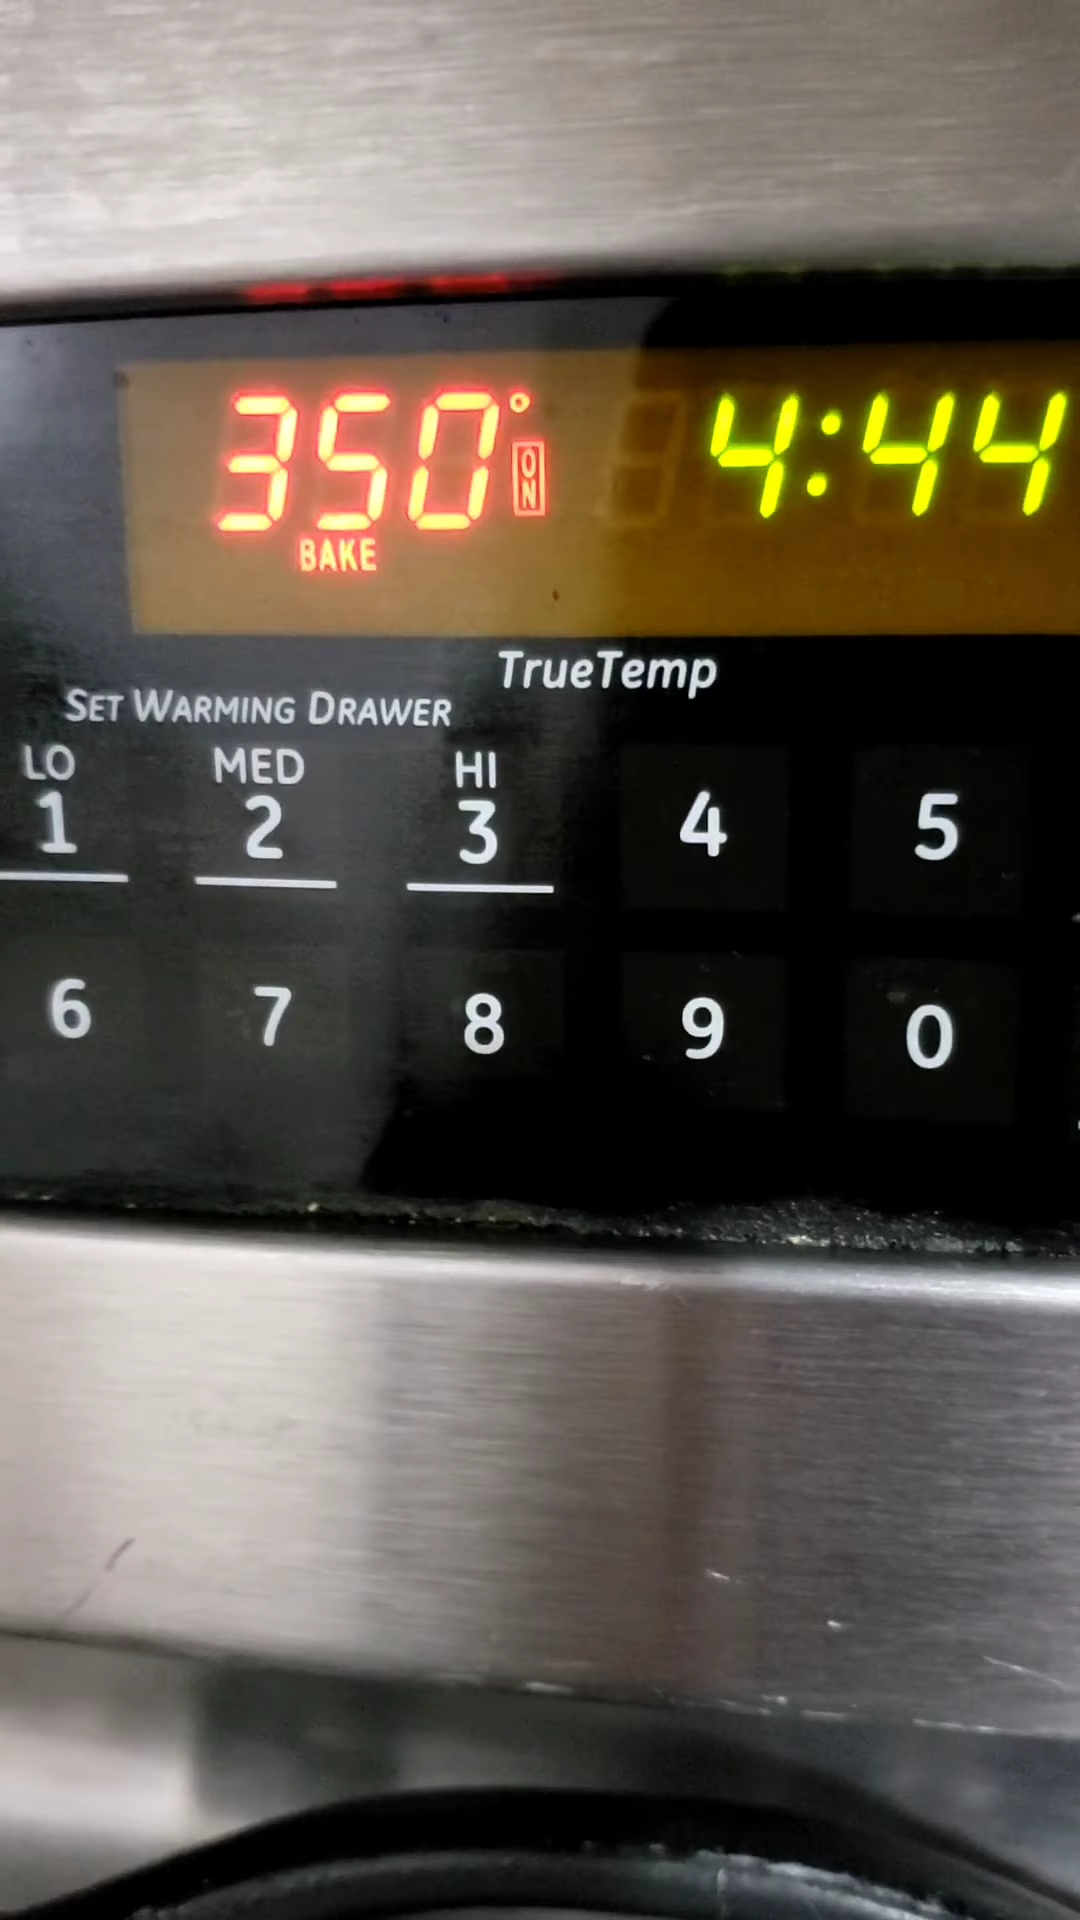 350° ON 4:44
BAKE
TrueTemp
SET WARMING DRAWER
LO MED HI
1 2 3 4 5
6 7 8 9 0